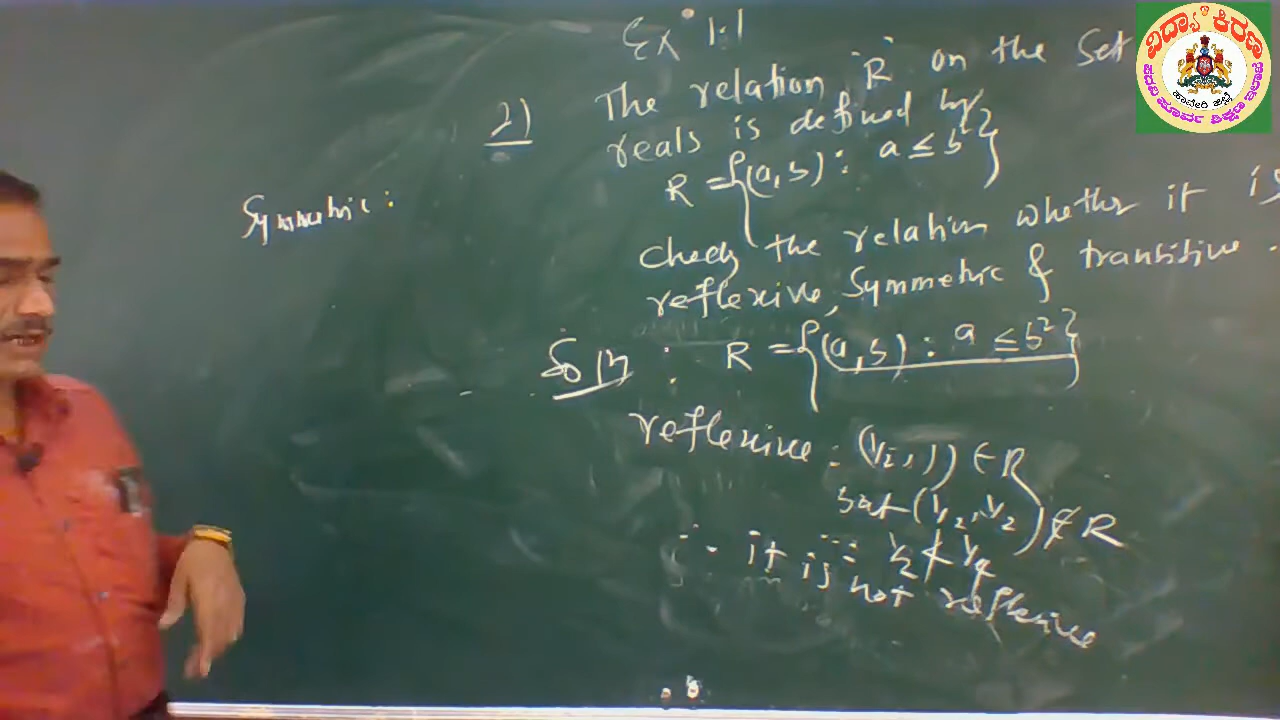 Ex 1.1
2) The relation 'R' on the set
reals is defined by
R = {(a, b) : a ≤ b²}
check the relation whether it is
reflexive, symmetric & transitive.
Soln : R = {(a, b) : a ≤ b²}
reflexive : (1/2, 1) ∈ R
but (1/2, 1/2) ∉ R
∵ 1/2 ≰ 1/4
∴ it is not reflexive
Symmetric :
ವಿದ್ಯಾ ಕಿರಣ